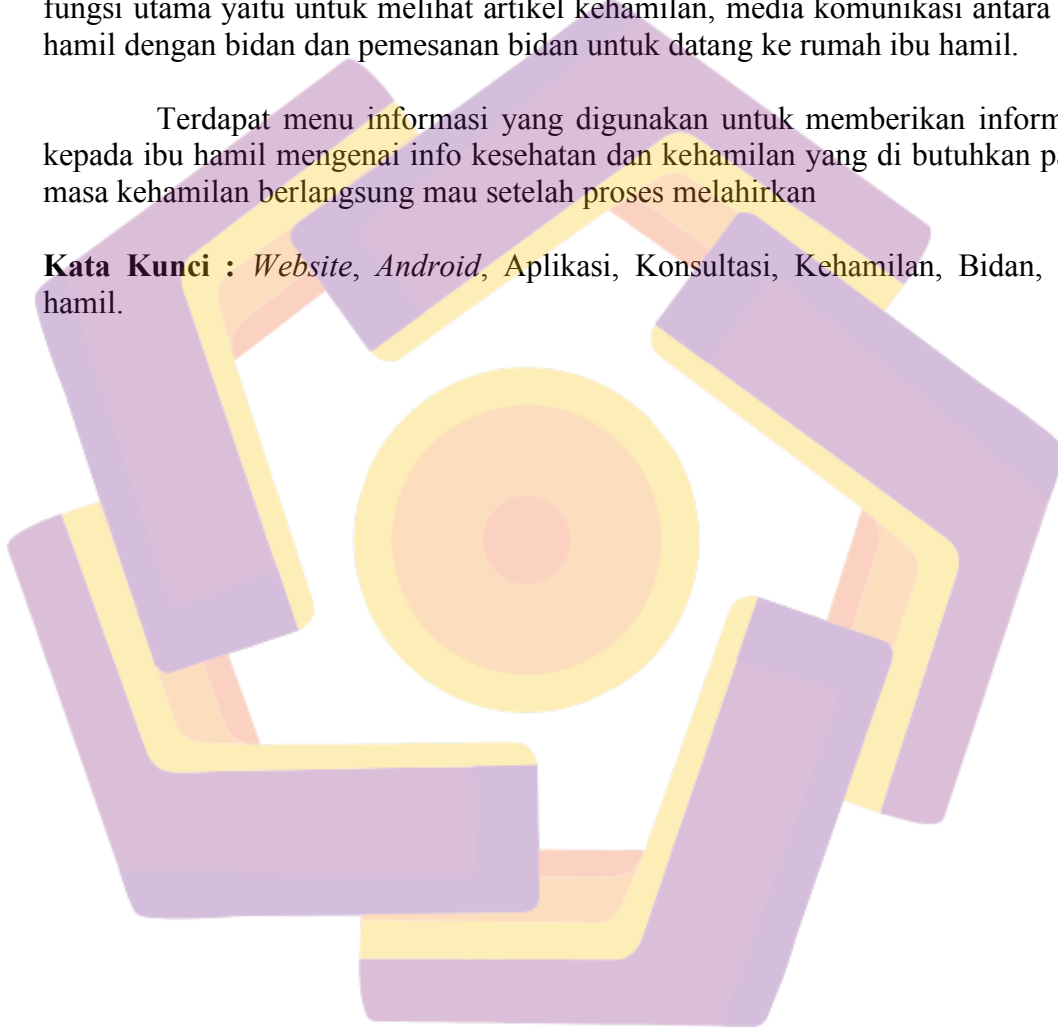 fungsi utama yaitu untuk melihat artikel kehamilan, media komunikasi antara
hamil dengan bidan dan pemesanan bidan untuk datang ke rumah ibu hamil.
Terdapat menu informasi yang digunakan untuk memberikan inform
kepada ibu hamil mengenai info kesehatan dan kehamilan yang di butuhkan pa
masa kehamilan berlangsung mau setelah proses melahirkan
Kata Kunci : Website, Android, Aplikasi, Konsultasi, Kehamilan, Bidan,
hamil.